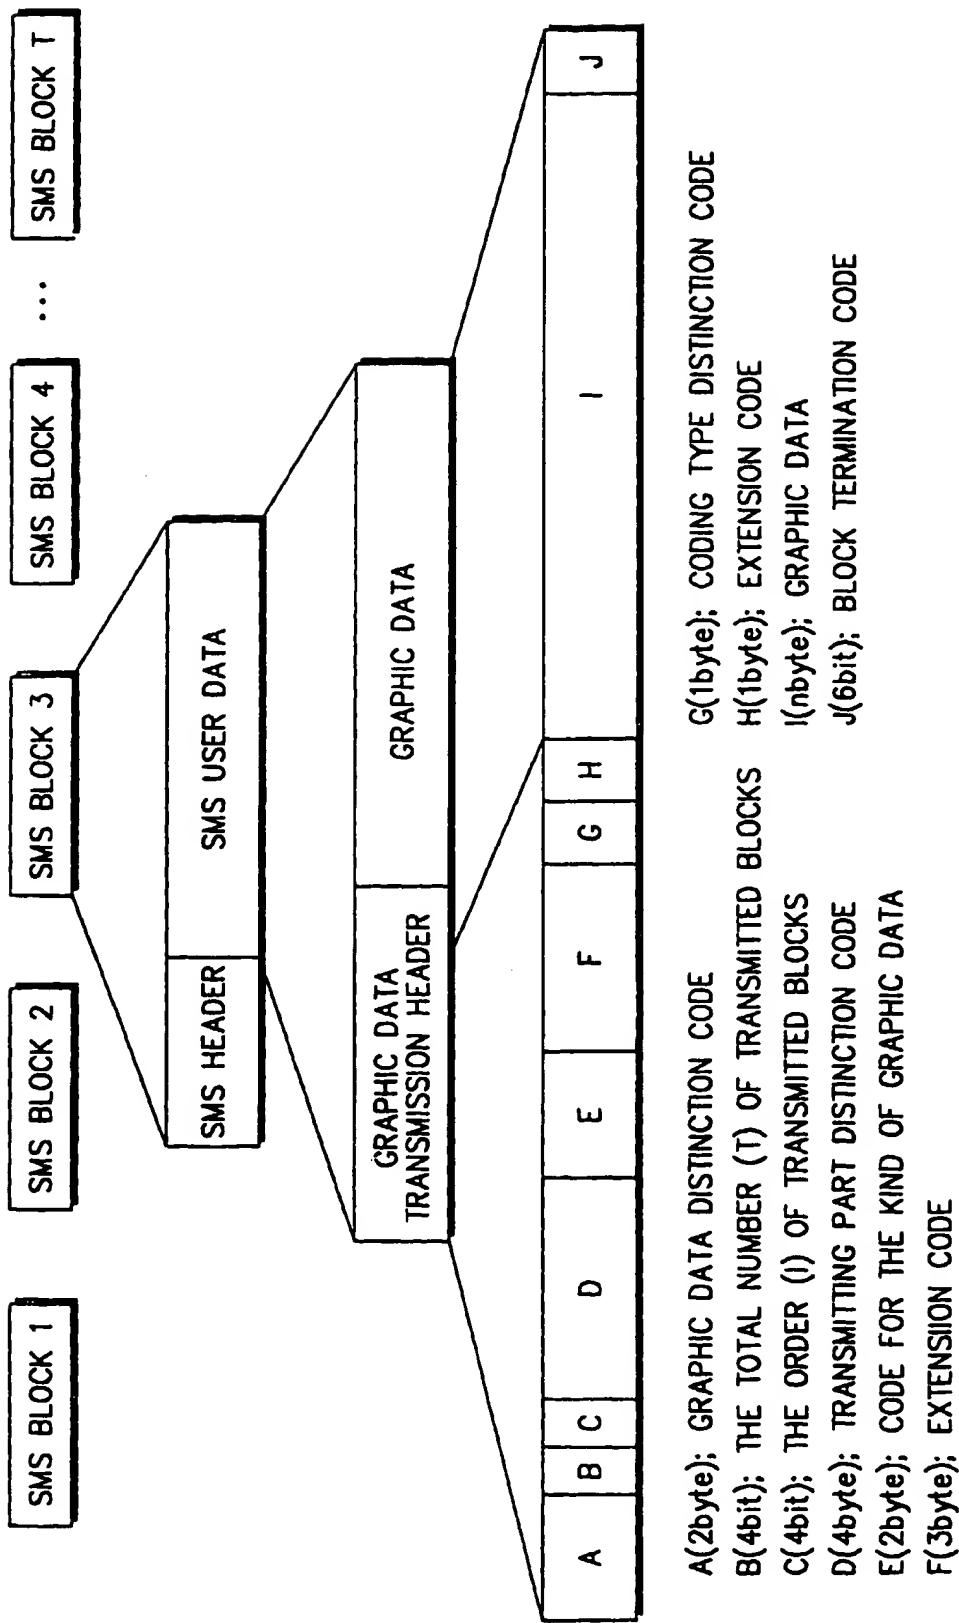 SMS BLOCK 1
SMS BLOCK 2
SMS BLOCK 3
SMS BLOCK 4
...
SMS BLOCK T
SMS HEADER
SMS USER DATA
GRAPHIC DATA
TRANSMISSION HEADER
GRAPHIC DATA
A
B
C
D
E
F
G
H
I
J
A(2byte); GRAPHIC DATA DISTINCTION CODE
B(4bit); THE TOTAL NUMBER (T) OF TRANSMITTED BLOCKS
C(4bit); THE ORDER (I) OF TRANSMITTED BLOCKS
D(4byte); TRANSMITTING PART DISTINCTION CODE
E(2byte); CODE FOR THE KIND OF GRAPHIC DATA
F(3byte); EXTENSION CODE
G(1byte); CODING TYPE DISTINCTION CODE
H(1byte); EXTENSION CODE
I(nbyte); GRAPHIC DATA
J(6bit); BLOCK TERMINATION CODE